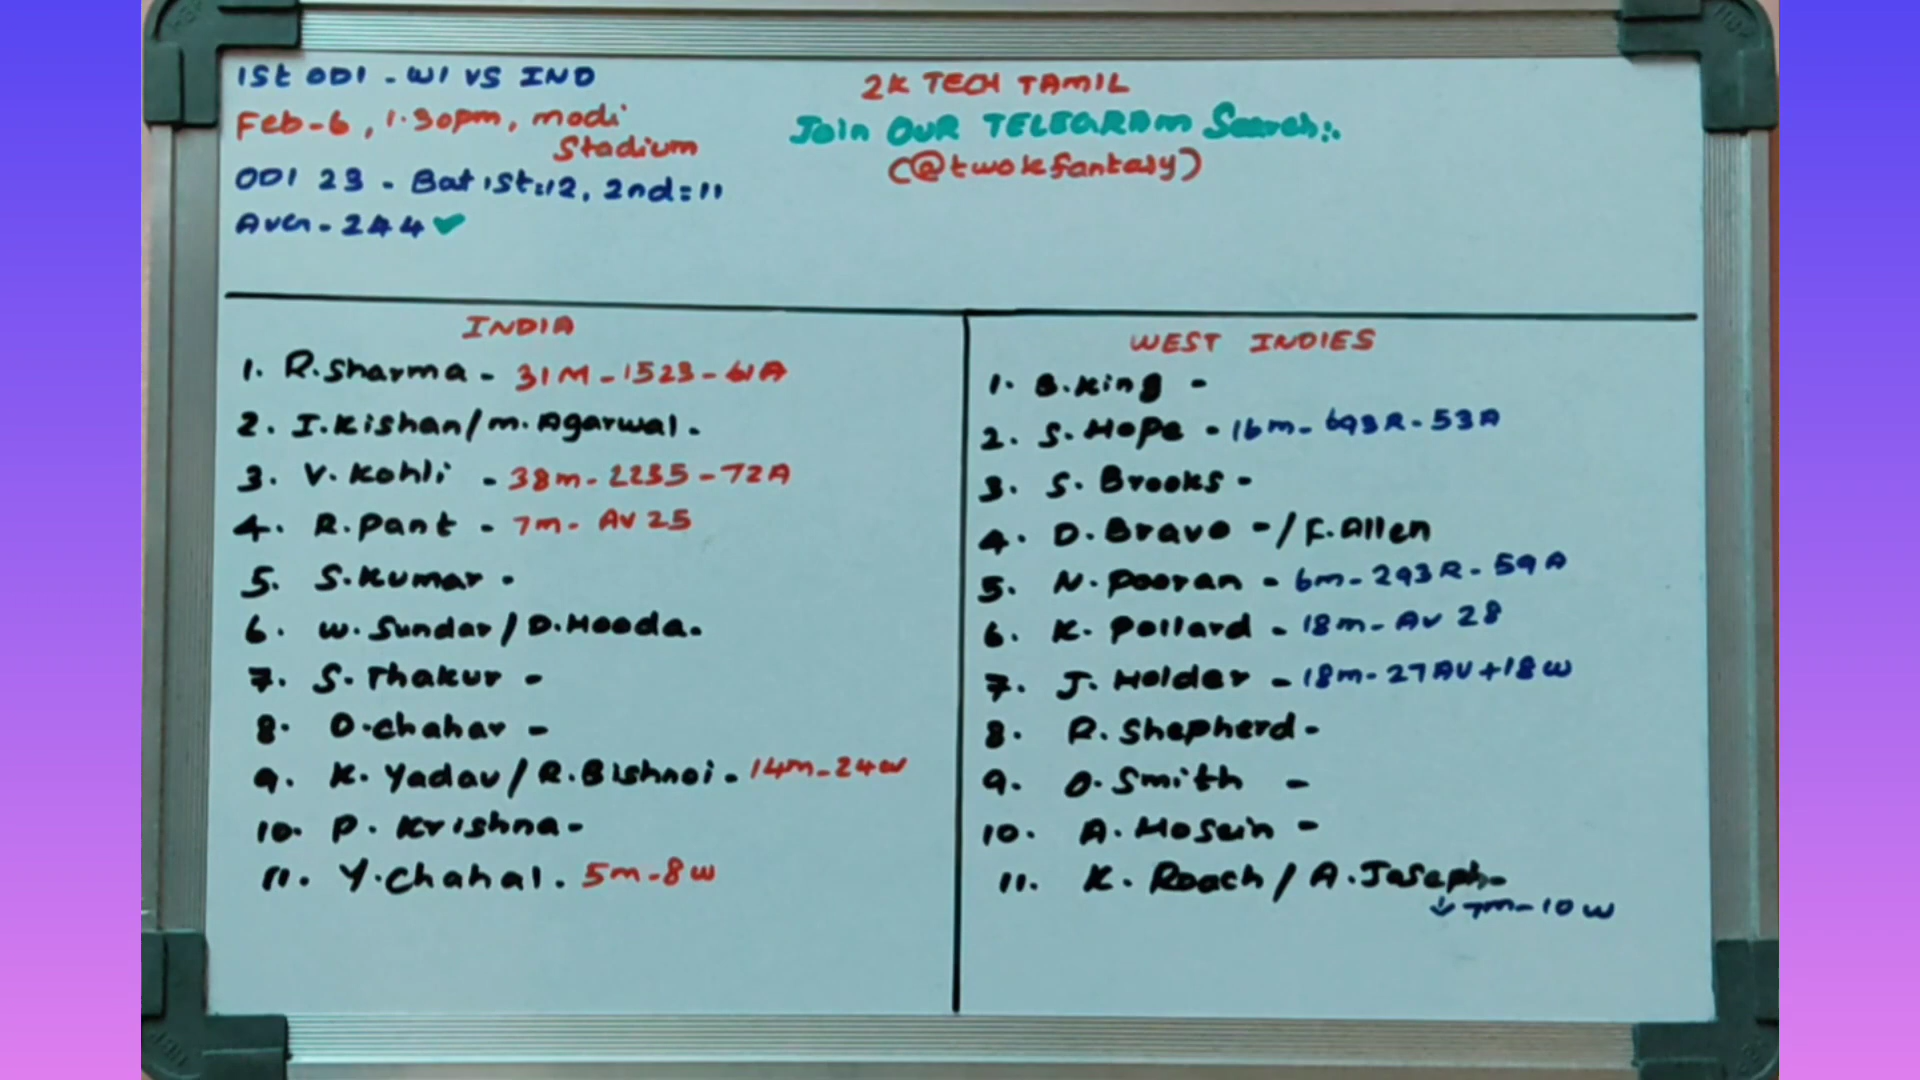 1st ODI - WI VS IND
Feb-6, 1.30pm, modi
Stadium
ODI 23 - Bat 1st=12, 2nd=11
Aver - 244 ✔
2K TECH TAMIL
Join OUR TELEGRAM Search:.
(@twokfantasy)
INDIA
1. R.Sharma - 31M - 1523 - 61A
2. I.Kishan/m.Agarwal.
3. V.Kohli - 38m - 2235 - 72A
4. R.Pant - 7m - AV 25
5. S.Kumar -
6. W.Sundar/D.Hooda.
7. S.Thakur -
8. D.Chahar -
9. K.Yadav/R.Bishnoi - 14m-24w
10. P.Krishna -
11. Y.Chahal. 5m-8w
WEST INDIES
1. B.King -
2. S.Hope - 16m - 693R - 53A
3. S.Brooks -
4. D.Bravo -/F.Allen
5. N.Pooran - 6m - 293R - 59A
6. K.Pollard - 18m - Av 28
7. J.Holder - 18m - 27AV+18w
8. R.Shepherd -
9. O.Smith -
10. A.Hosein -
11. K.Roach/A.Joseph -
↓ 7m-10w